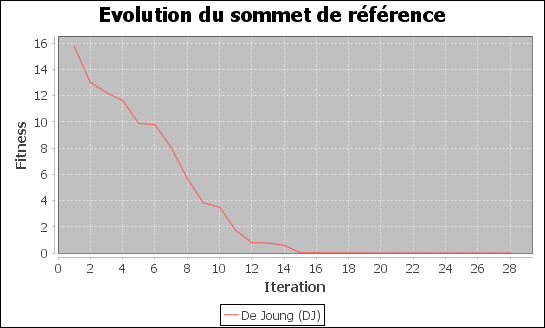 Evolution du sommet de référence
Fitness
16
14
12
10
8
6
4
2
0
0 2 4 6 8 10 12 14 16 18 20 22 24 26 28
Iteration
De Joung (DJ)